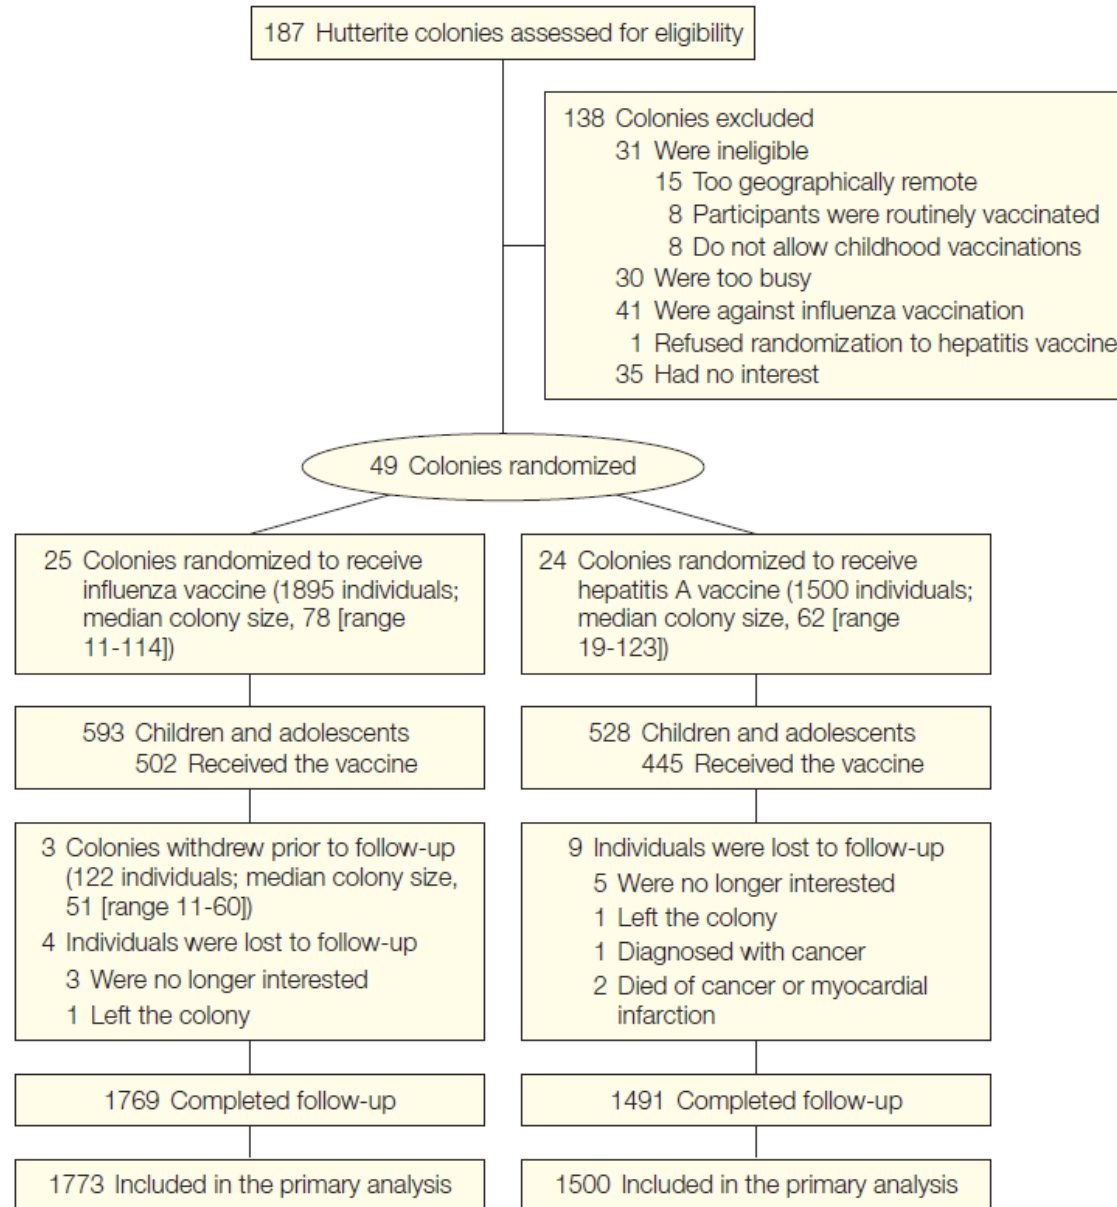 187 Hutterite colonies assessed for eligibility
138 Colonies excluded
31 Were ineligible
15 Too geographically remote
8 Participants were routinely vaccinated
8 Do not allow childhood vaccinations
30 Were too busy
41 Were against influenza vaccination
1 Refused randomization to hepatitis vaccine
35 Had no interest
49 Colonies randomized
25 Colonies randomized to receive
influenza vaccine (1895 individuals;
median colony size, 78 [range
11-114])
24 Colonies randomized to receive
hepatitis A vaccine (1500 individuals;
median colony size, 62 [range
19-123])
593 Children and adolescents
502 Received the vaccine
528 Children and adolescents
445 Received the vaccine
3 Colonies withdrew prior to follow-up
(122 individuals; median colony size,
51 [range 11-60])
4 Individuals were lost to follow-up
3 Were no longer interested
1 Left the colony
9 Individuals were lost to follow-up
5 Were no longer interested
1 Left the colony
1 Diagnosed with cancer
2 Died of cancer or myocardial
infarction
1769 Completed follow-up
1491 Completed follow-up
1773 Included in the primary analysis
1500 Included in the primary analysis